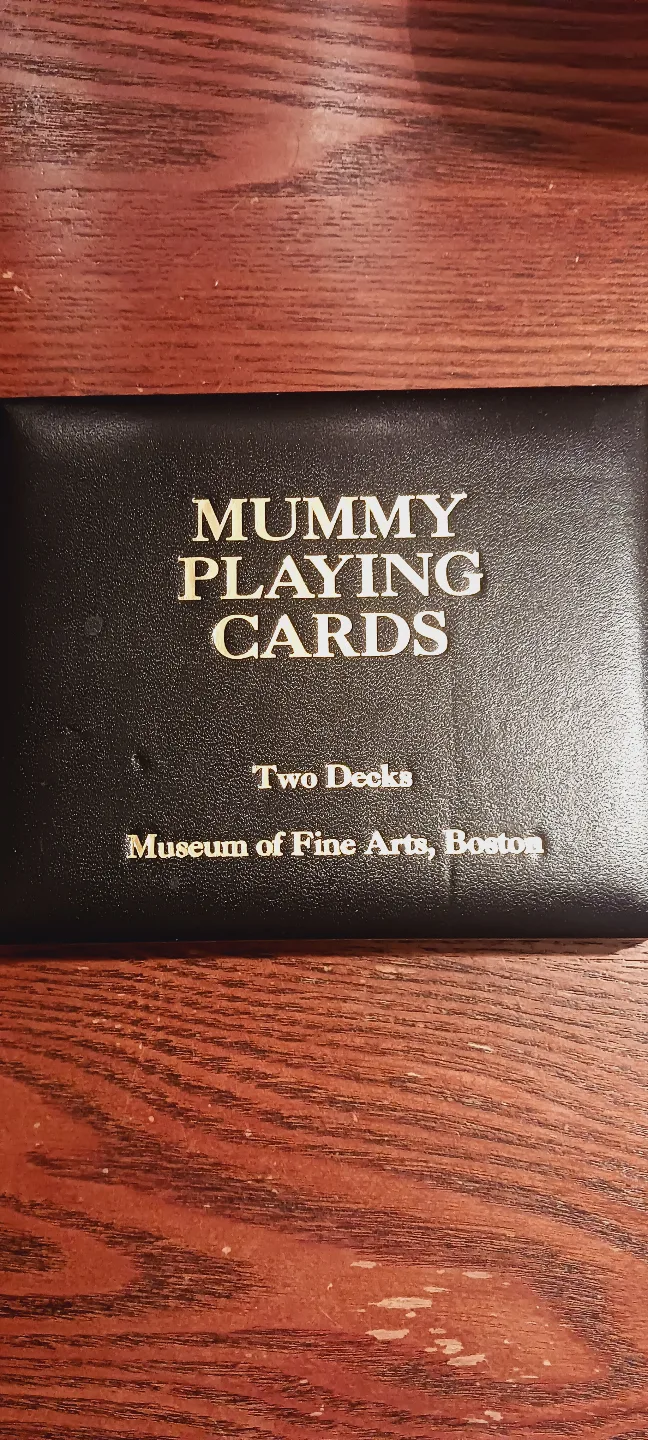 MUMMY
PLAYING
CARDS
Two Decks
Museum of Fine Arts, Boston